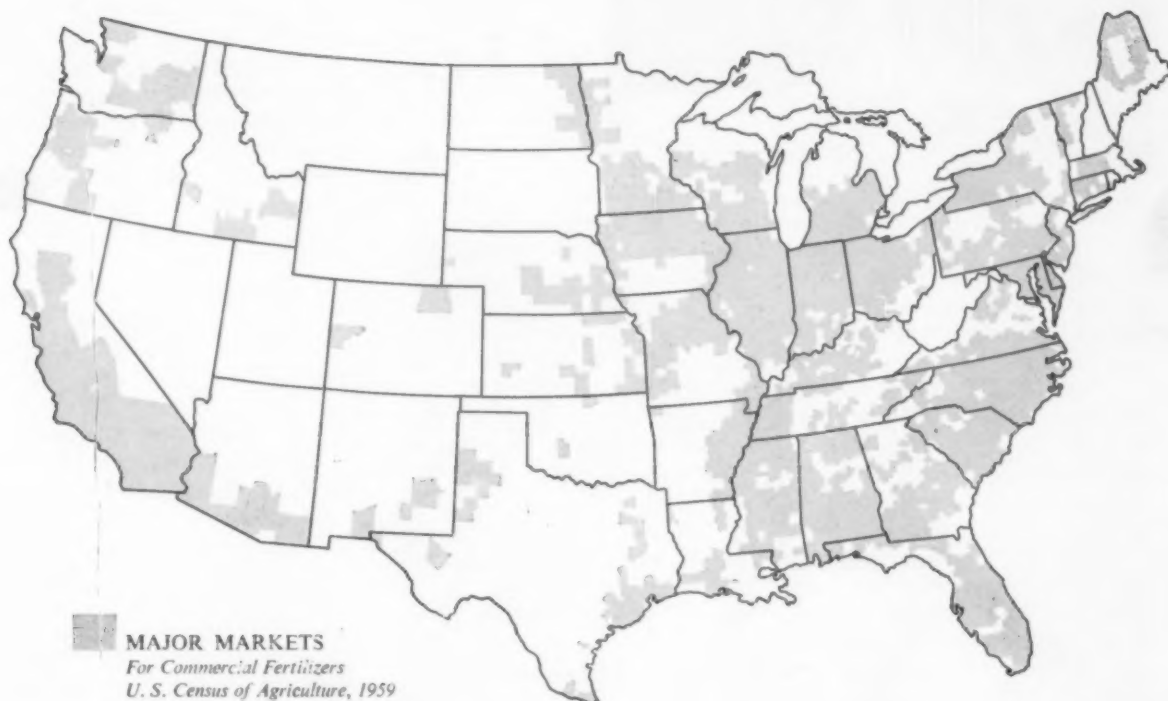 MAJOR MARKETS
For Commercial Fertilizers
U. S. Census of Agriculture, 1959